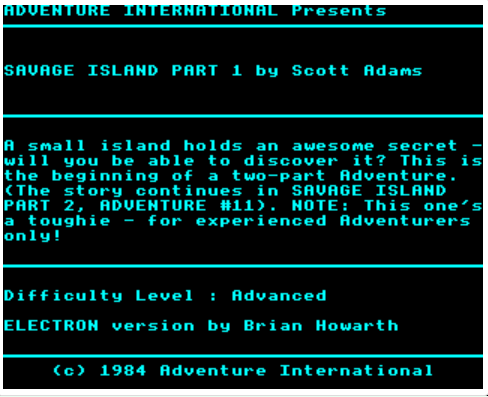 ADVENTURE INTERNATIONAL Presents
SAVAGE ISLAND PART 1 by Scott Adams
A small island holds an awesome secret -
will you be able to discover it? This is
the beginning of a two-part Adventure.
(The story continues in SAVAGE ISLAND
PART 2, ADVENTURE #11). NOTE: This one's
a toughie - for experienced Adventurers
only!
Difficulty Level : Advanced
ELECTRON version by Brian Howarth
(c) 1984 Adventure International